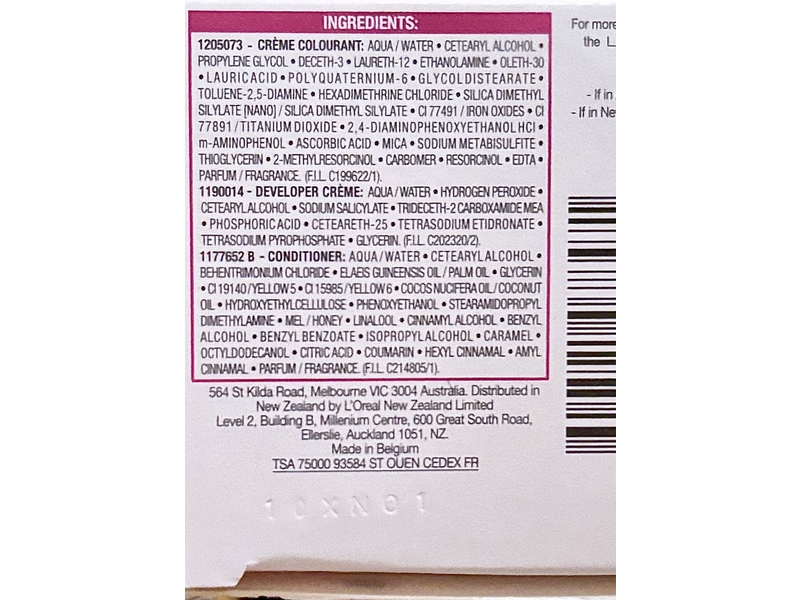 INGREDIENTS:
1205073 - CRÈME COLOURANT: AQUA / WATER • CETEARYL ALCOHOL •
PROPYLENE GLYCOL • DECETH-3 • LAURETH-12 • ETHANOLAMINE • OLETH-30
• LAURIC ACID • POLYQUATERNIUM-6 • GLYCOL DISTEARATE •
TOLUENE-2,5-DIAMINE • HEXADIMETHRINE CHLORIDE • SILICA DIMETHYL
SILYLATE [NANO] / SILICA DIMETHYL SILYLATE • CI 77491 / IRON OXIDES • CI
77891 / TITANIUM DIOXIDE • 2,4-DIAMINOPHENOXYETHANOL HCl •
m-AMINOPHENOL • ASCORBIC ACID • MICA • SODIUM METABISULFITE •
THIOGLYCERIN • 2-METHYLRESORCINOL • CARBOMER • RESORCINOL • EDTA •
PARFUM / FRAGRANCE. (F.I.L. C199622/1).
1190014 - DEVELOPER CRÈME: AQUA / WATER • HYDROGEN PEROXIDE •
CETEARYL ALCOHOL • SODIUM SALICYLATE • TRIDECETH-2 CARBOXAMIDE MEA
• PHOSPHORIC ACID • CETEARETH-25 • TETRASODIUM ETIDRONATE •
TETRASODIUM PYROPHOSPHATE • GLYCERIN. (F.I.L. C202320/2).
1177652 B - CONDITIONER: AQUA / WATER • CETEARYL ALCOHOL •
BEHENTRIMONIUM CHLORIDE • ELAEIS GUINEENSIS OIL / PALM OIL • GLYCERIN
• CI 19140 / YELLOW 5 • CI 15985 / YELLOW 6 • COCOS NUCIFERA OIL / COCONUT
OIL • HYDROXYETHYLCELLULOSE • PHENOXYETHANOL • STEARAMIDOPROPYL
DIMETHYLAMINE • MEL / HONEY • LINALOOL • CINNAMYL ALCOHOL • BENZYL
ALCOHOL • BENZYL BENZOATE • ISOPROPYL ALCOHOL • CARAMEL •
OCTYLDODECANOL • CITRIC ACID • COUMARIN • HEXYL CINNAMAL • AMYL
CINNAMAL • PARFUM / FRAGRANCE. (F.I.L. C214805/1).
564 St Kilda Road, Melbourne VIC 3004 Australia. Distributed in
New Zealand by L'Oreal New Zealand Limited
Level 2, Building B, Millenium Centre, 600 Great South Road,
Ellerslie, Auckland 1051, NZ.
Made in Belgium
TSA 75000 93584 ST OUEN CEDEX FR
10XN01
For more
the L
- If in
- If in Ne